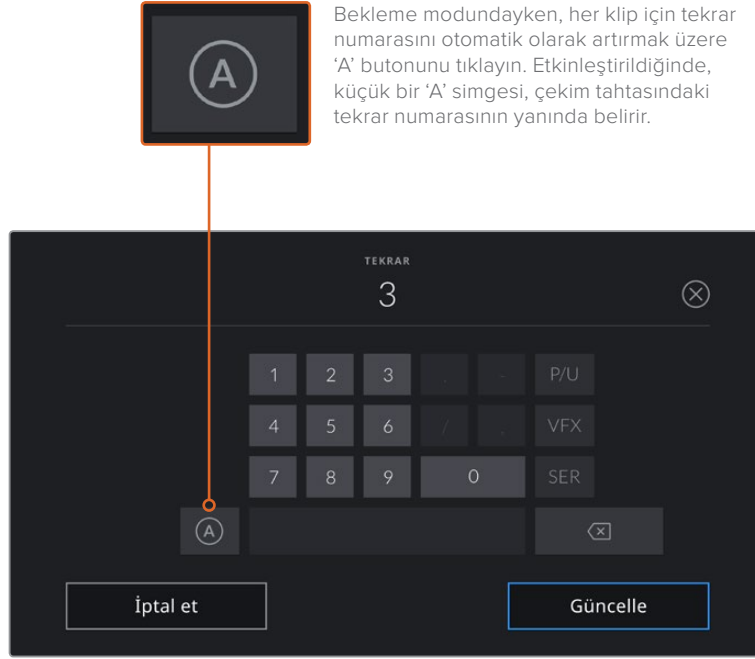 A
Bekleme modundayken, her klip için tekrar
numarasını otomatik olarak artırmak üzere
‘A’ butonunu tıklayın. Etkinleştirildiğinde,
küçük bir ‘A’ simgesi, çekim tahtasındaki
tekrar numarasının yanında belirir.
TEKRAR
3
1 2 3 . - P/U
4 5 6 / , VFX
7 8 9 0 SER
A
İptal et Güncelle